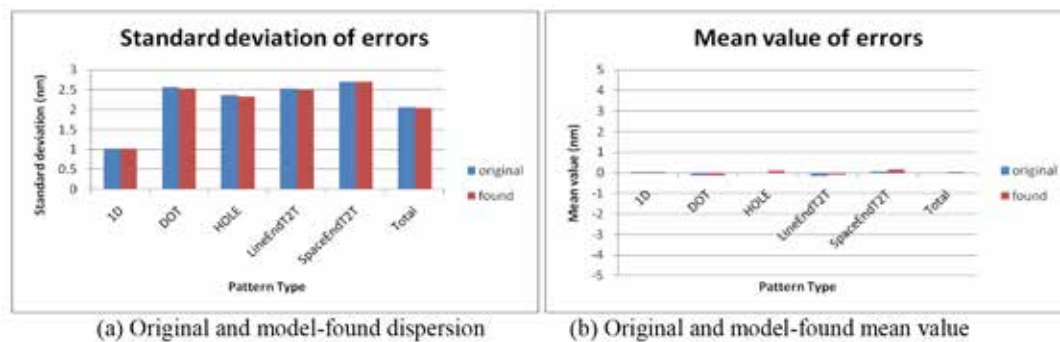 Standard deviation of errors
Standard deviation (nm)
3
2.5
2
1.5
1
0.5
0
1D
DOT
HOLE
LineEndT2T
SpaceEndT2T
Total
Pattern Type
original
found
(a) Original and model-found dispersion
Mean value of errors
Mean value (nm)
5
4
3
2
1
0
-1
-2
-3
-4
-5
1D
DOT
HOLE
LineEndT2T
SpaceEndT2T
Total
Pattern Type
original
found
(b) Original and model-found mean value